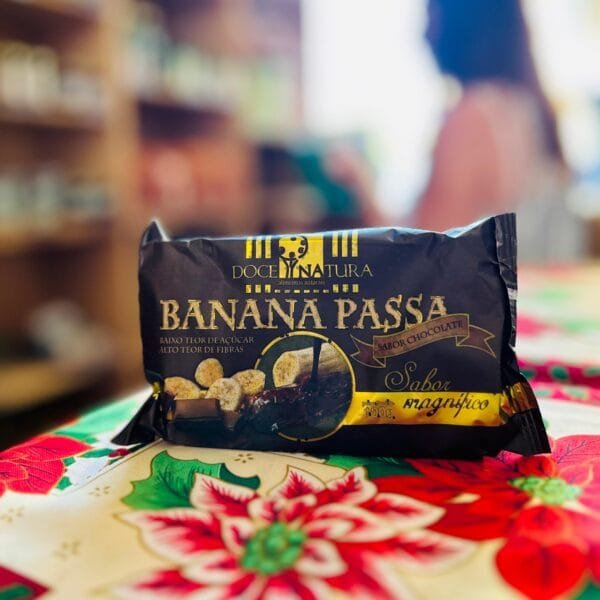 DOCE NATURA
BANANA PASSA
BAIXO TEOR DE AÇÚCAR
ALTO TEOR DE FIBRAS
SABOR CHOCOLATE
Sabor
magnífico